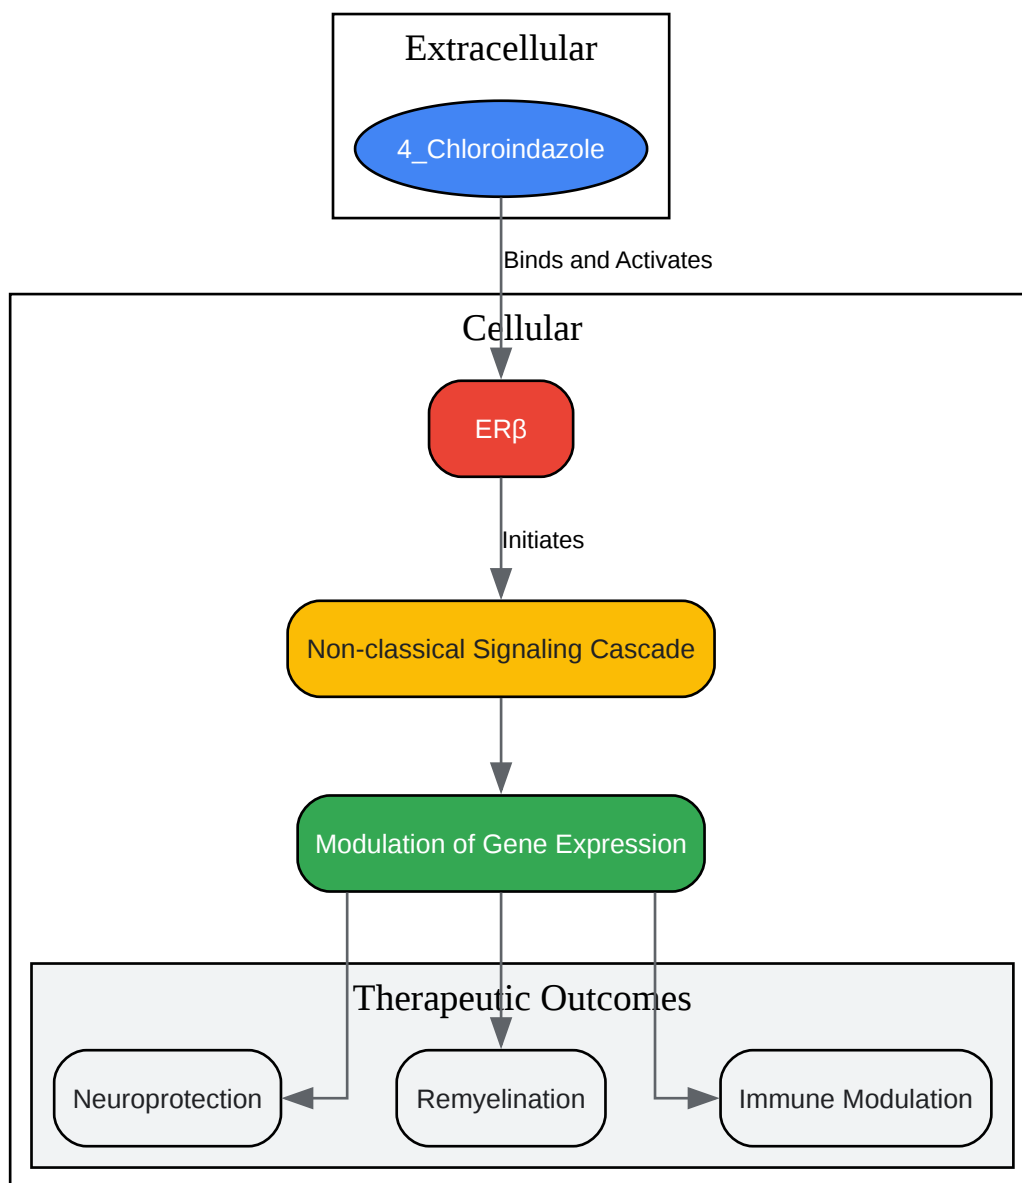 Extracellular
4_Chloroindazole
Binds and Activates
Cellular
ERβ
Initiates
Non-classical Signaling Cascade
Modulation of Gene Expression
Therapeutic Outcomes
Neuroprotection
Remyelination
Immune Modulation